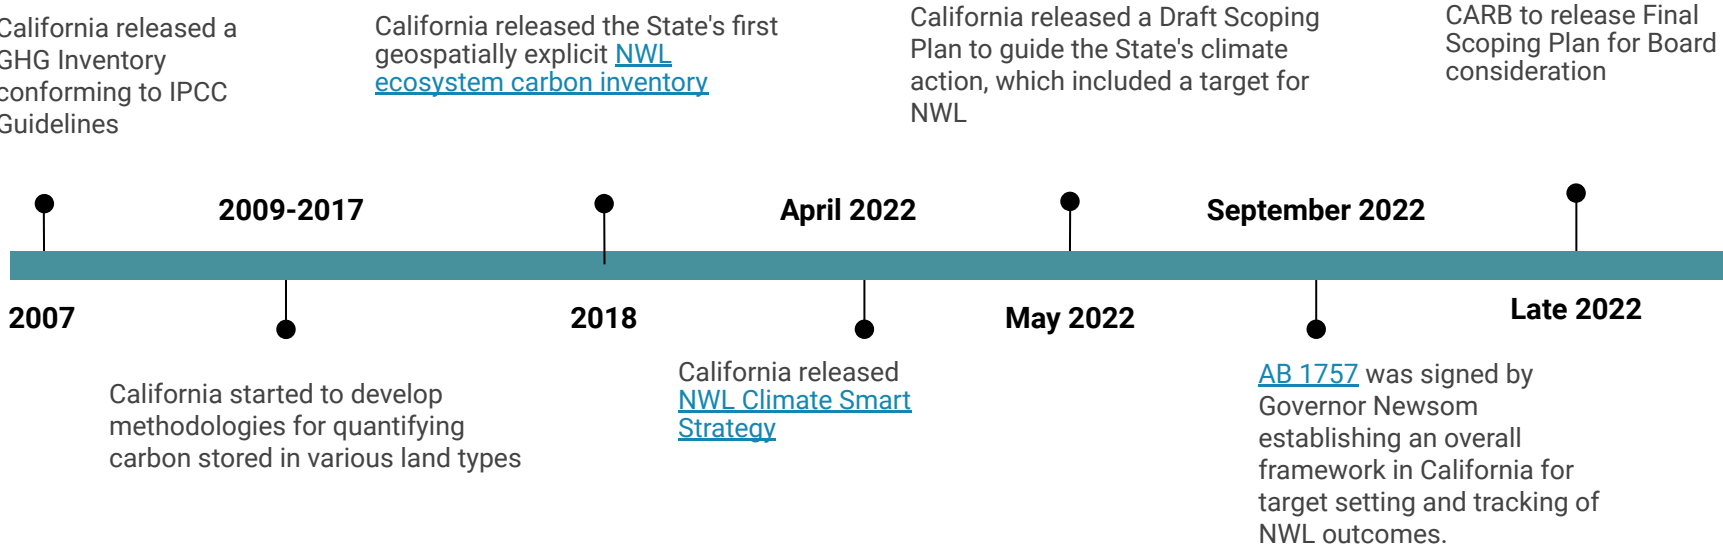 California released a
GHG Inventory
conforming to IPCC
Guidelines
California released the State's first
geospatially explicit NWL
ecosystem carbon inventory
California released a Draft Scoping
Plan to guide the State's climate
action, which included a target for
NWL
CARB to release Final
Scoping Plan for Board
consideration
2009-2017
April 2022
September 2022
2007
2018
May 2022
Late 2022
California started to develop
methodologies for quantifying
carbon stored in various land types
California released
NWL Climate Smart
Strategy
AB 1757 was signed by
Governor Newsom
establishing an overall
framework in California for
target setting and tracking of
NWL outcomes.